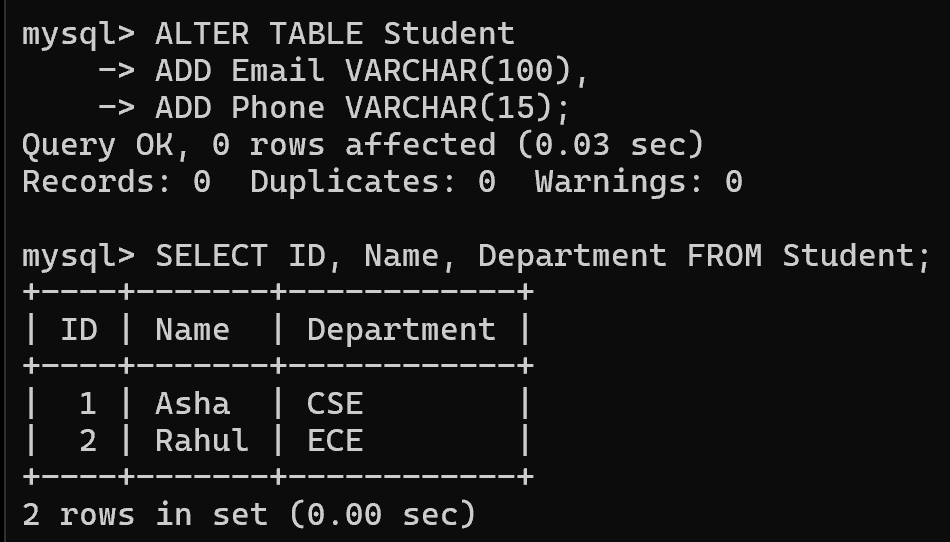 mysql> ALTER TABLE Student
    -> ADD Email VARCHAR(100),
    -> ADD Phone VARCHAR(15);
Query OK, 0 rows affected (0.03 sec)
Records: 0  Duplicates: 0  Warnings: 0

mysql> SELECT ID, Name, Department FROM Student;
+----+-------+------------+
| ID | Name  | Department |
+----+-------+------------+
|  1 | Asha  | CSE        |
|  2 | Rahul | ECE        |
+----+-------+------------+
2 rows in set (0.00 sec)